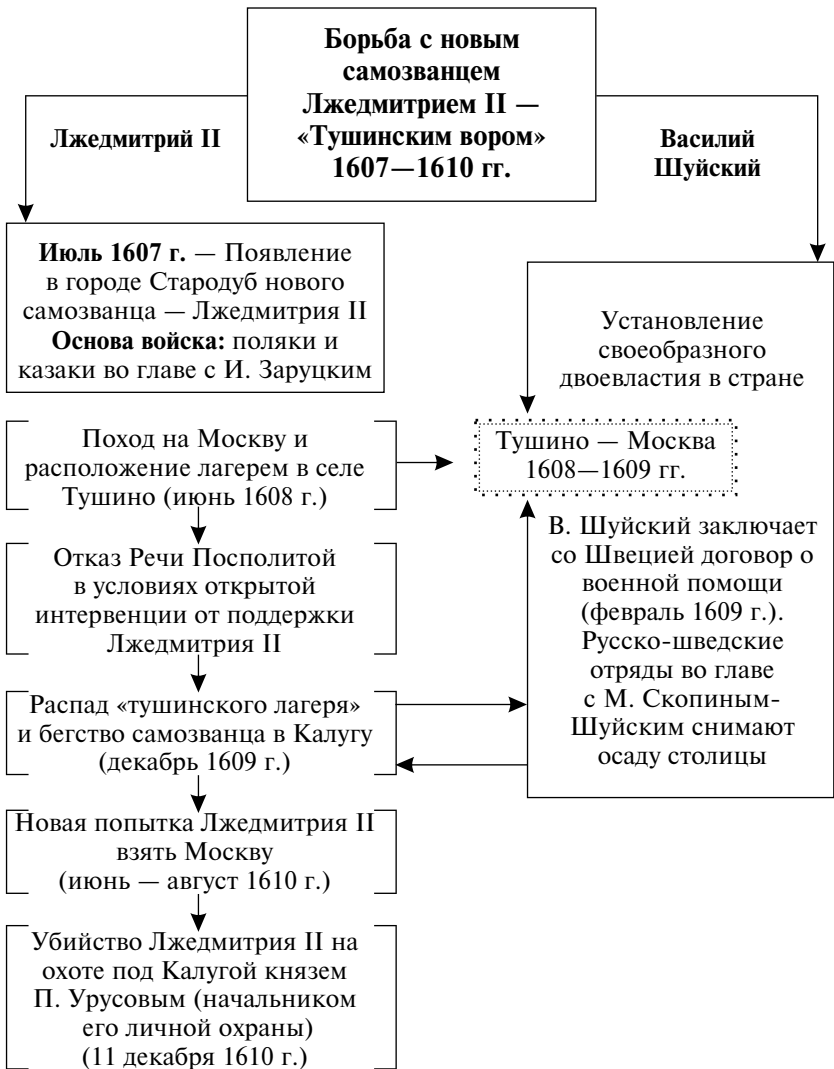 Борьба с новым
самозванцем
Лжедмитрием II —
«Тушинским вором»
1607—1610 гг.
Лжедмитрий II
Василий
Шуйский
Июль 1607 г. — Появление
в городе Стародуб нового
самозванца — Лжедмитрия II
Основа войска: поляки и
казаки во главе с И. Заруцким
Поход на Москву и
расположение лагерем в селе
Тушино (июнь 1608 г.)
Отказ Речи Посполитой
в условиях открытой
интервенции от поддержки
Лжедмитрия II
Распад «тушинского лагеря»
и бегство самозванца в Калугу
(декабрь 1609 г.)
Новая попытка Лжедмитрия II
взять Москву
(июнь — август 1610 г.)
Убийство Лжедмитрия II на
охоте под Калугой князем
П. Урусовым (начальником
его личной охраны)
(11 декабря 1610 г.)
Установление
своеобразного
двоевластия в стране
Тушино — Москва
1608—1609 гг.
В. Шуйский заключает
со Швецией договор о
военной помощи
(февраль 1609 г.).
Русско-шведские
отряды во главе
с М. Скопиным-
Шуйским снимают
осаду столицы